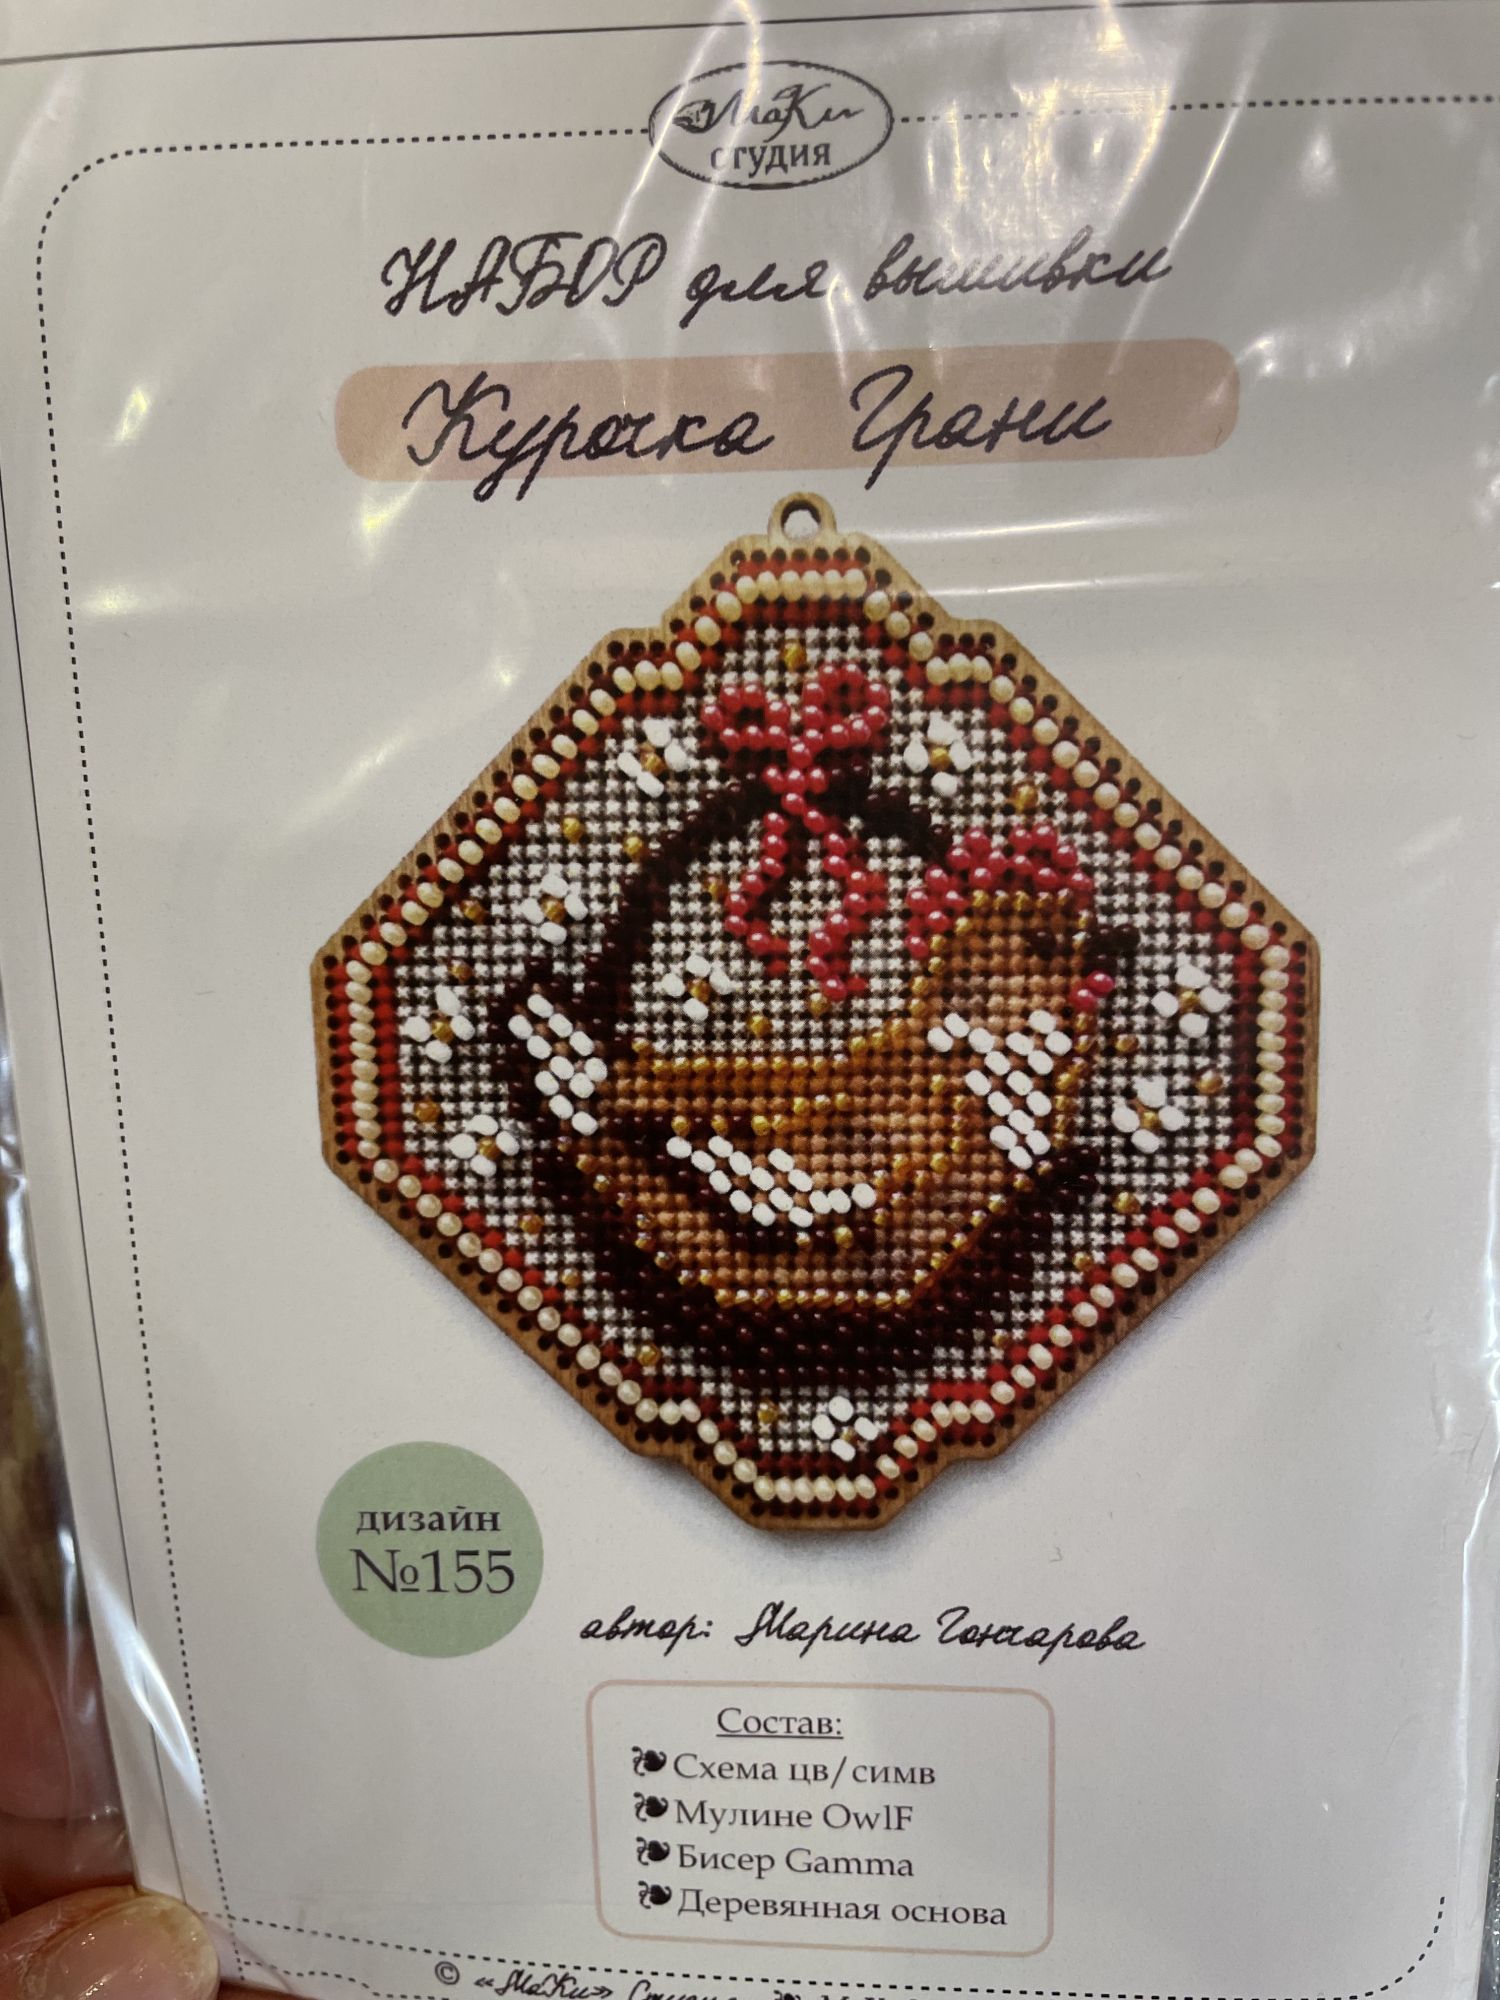 МаКи
студия
НАБОР для вышивки
Курочка Грани
дизайн
№155
автор: Марина Гончарова
Состав:
Схема цв/симв
Мулине OwlF
Бисер Gamma
Деревянная основа
© «МаКи»